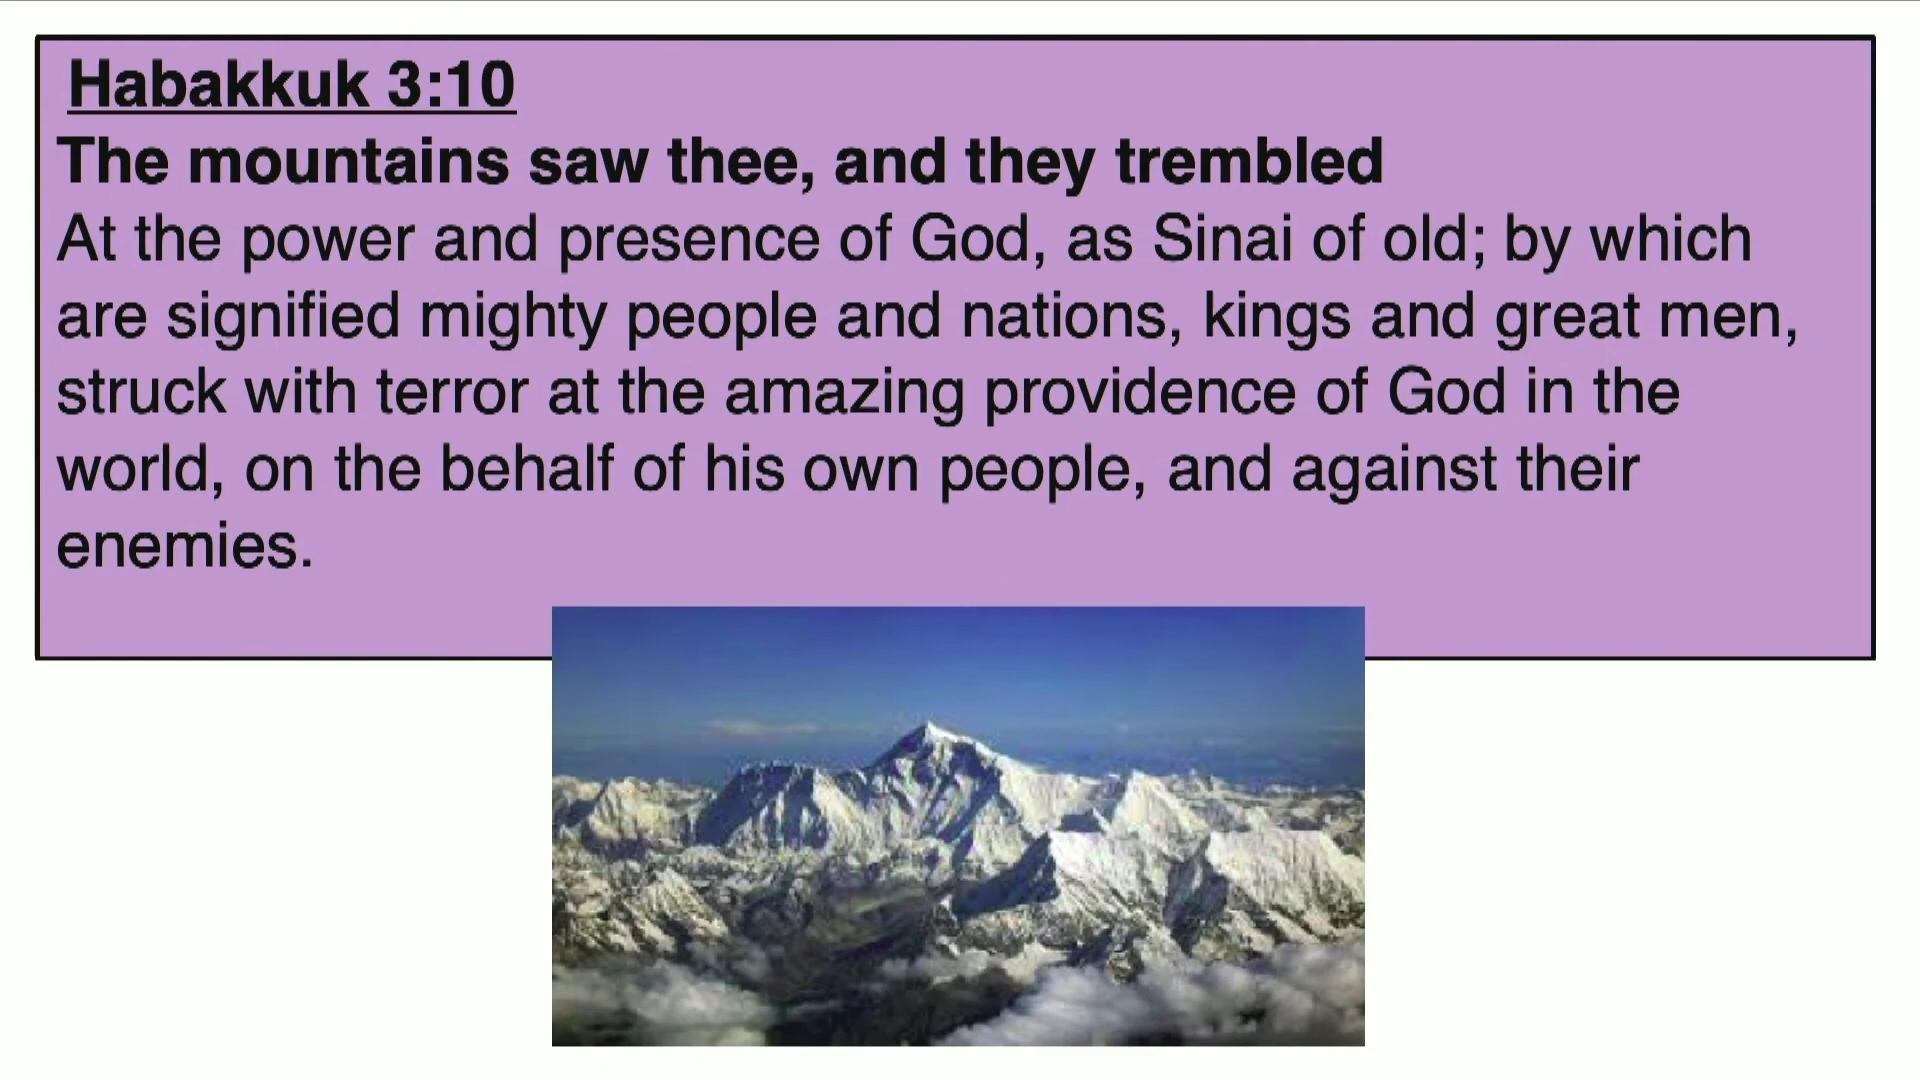 Habakkuk 3:10
The mountains saw thee, and they trembled
At the power and presence of God, as Sinai of old; by which
are signified mighty people and nations, kings and great men,
struck with terror at the amazing providence of God in the
world, on the behalf of his own people, and against their
enemies.